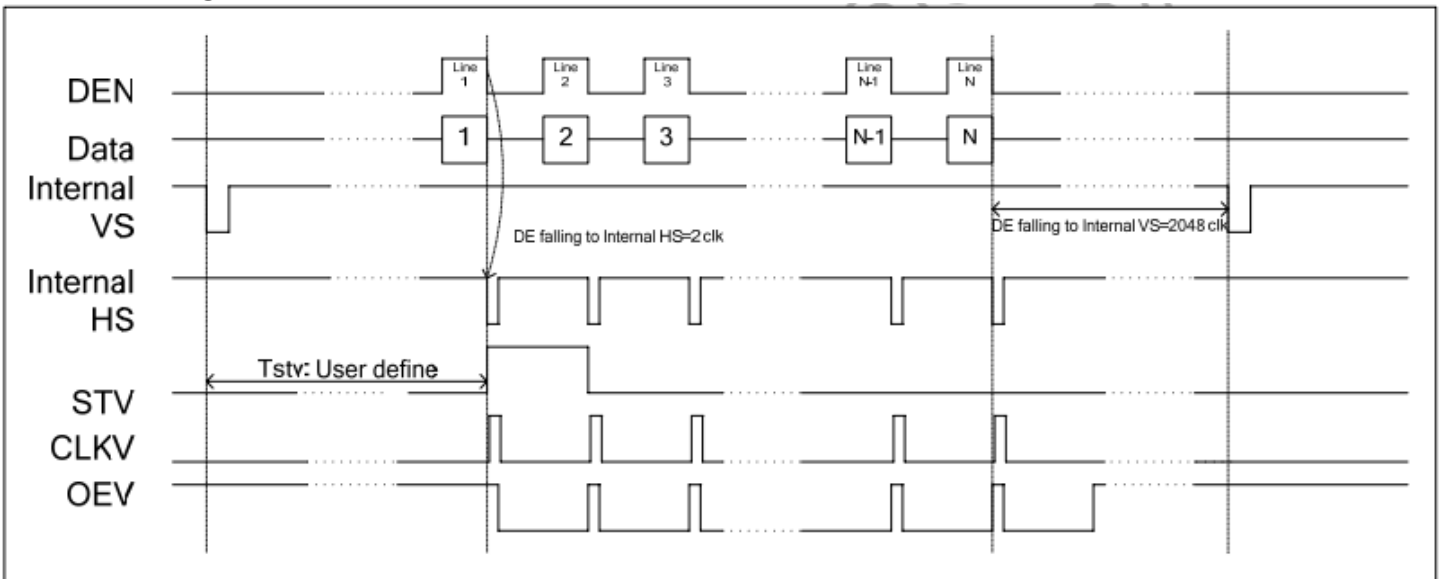 DEN
Line 1
Line 2
Line 3
Line N-1
Line N
Data
1
2
3
N-1
N
Internal
VS
DE falling to Internal HS=2 clk
DE falling to Internal VS=2048 clk
Internal
HS
Tstv: User define
STV
CLKV
OEV